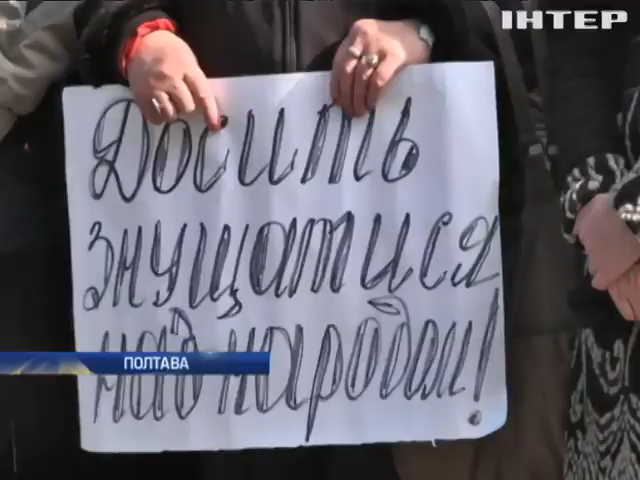 ІНТЕР
Досить
знущатися
над народом!
ПОЛТАВА